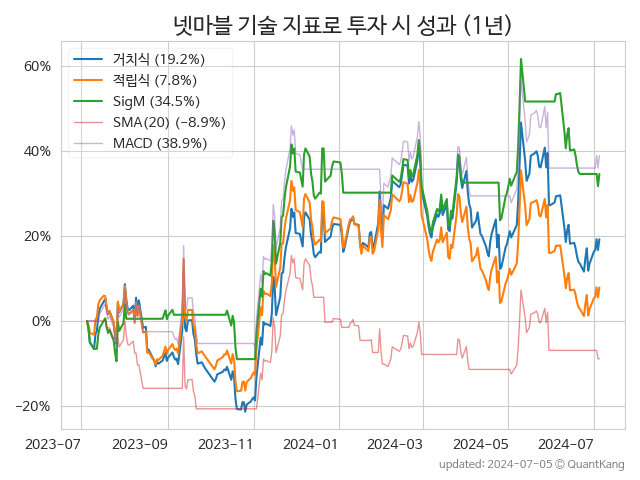 넷마블 기술 지표로 투자 시 성과 (1년)
거치식 (19.2%)
적립식 (7.8%)
SigM (34.5%)
SMA(20) (−8.9%)
MACD (38.9%)
60%
40%
20%
0%
−20%
2023-07 2023-09 2023-11 2024-01 2024-03 2024-05 2024-07
updated: 2024-07-05 © QuantKang